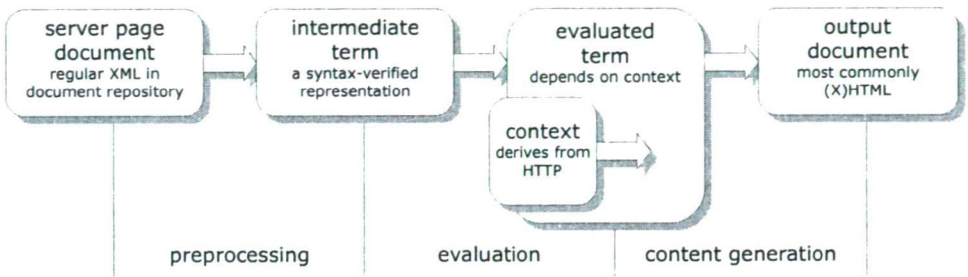 server page
document
regular XML in
document repository
intermediate
term
a syntax-verified
representation
evaluated
term
depends on context
context
derives from
HTTP
output
document
most commonly
(X)HTML
preprocessing
evaluation
content generation